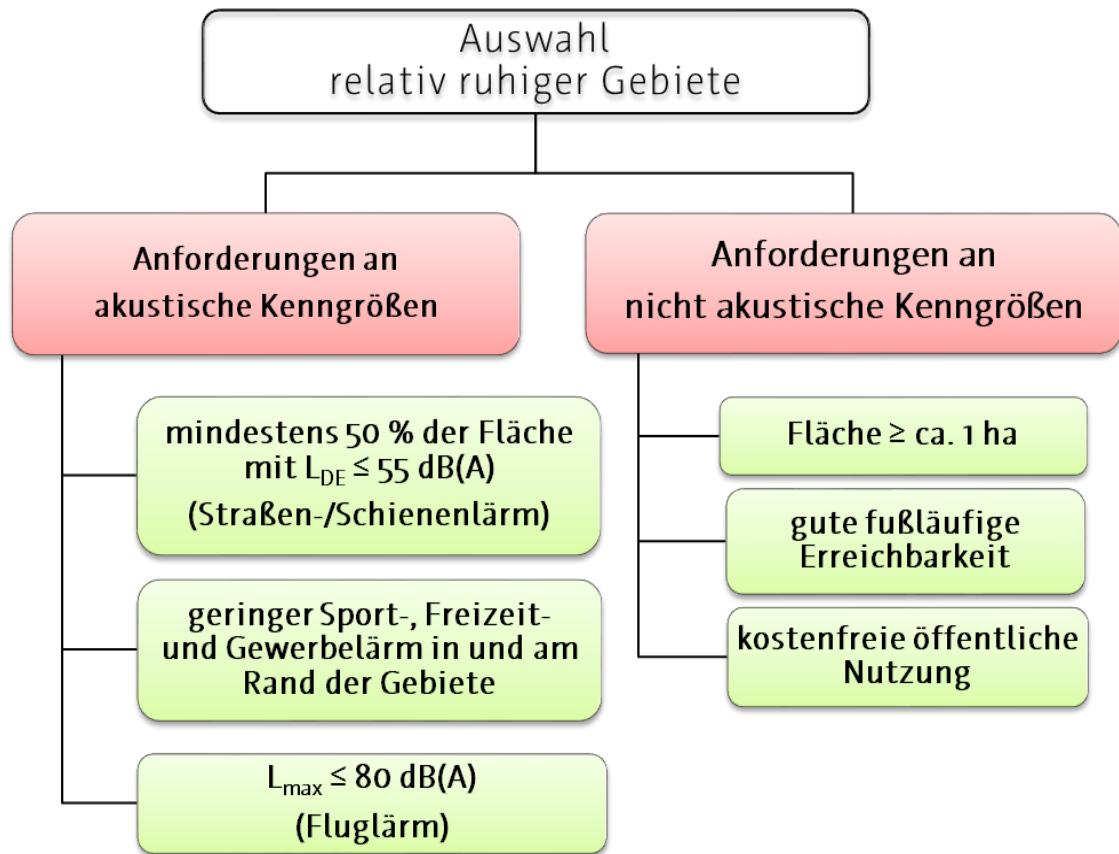 Auswahl
relativ ruhiger Gebiete
Anforderungen an
akustische Kenngrößen
mindestens 50 % der Fläche
mit L_DE ≤ 55 dB(A)
(Straßen-/Schienenlärm)
geringer Sport-, Freizeit-
und Gewerbelärm in und am
Rand der Gebiete
L_max ≤ 80 dB(A)
(Fluglärm)
Anforderungen an
nicht akustische Kenngrößen
Fläche ≥ ca. 1 ha
gute fußläufige
Erreichbarkeit
kostenfreie öffentliche
Nutzung